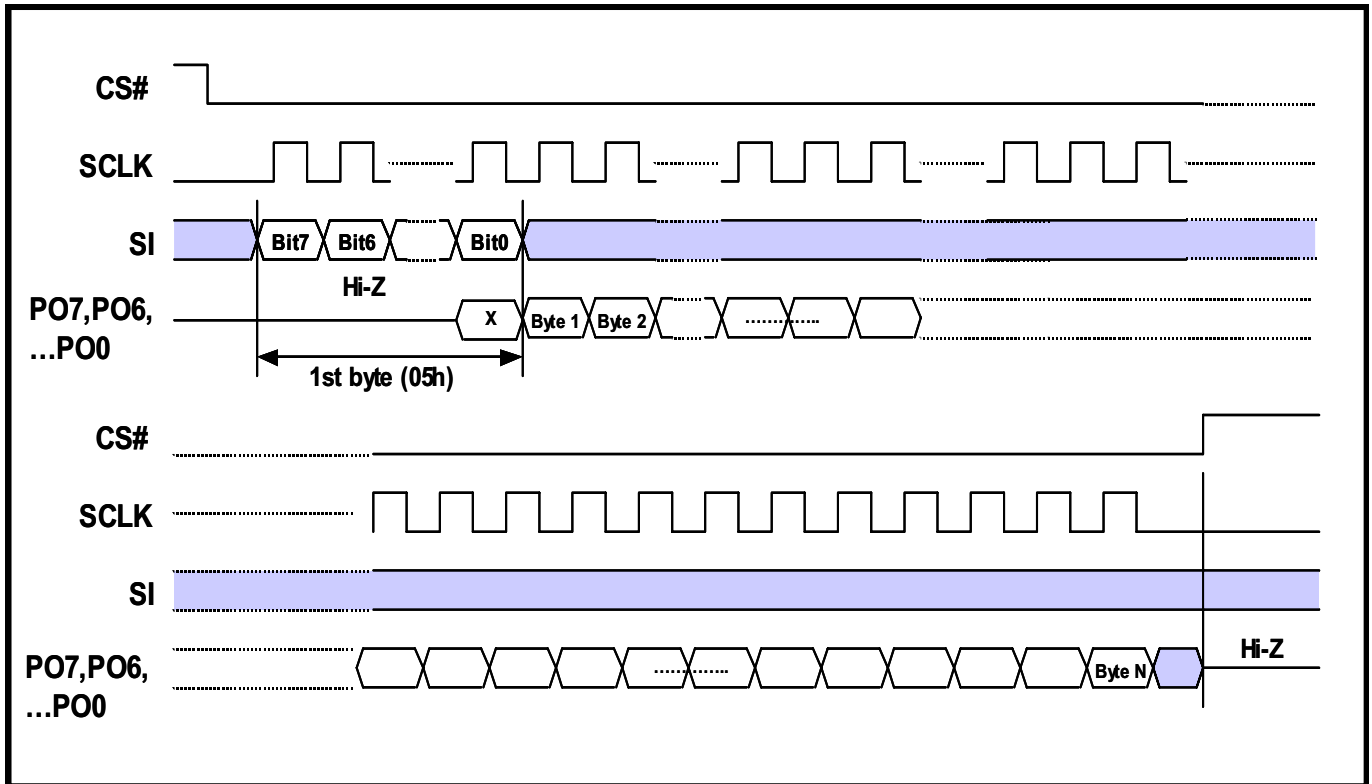 CS#
SCLK
SI
Bit7 Bit6 Bit0
Hi-Z
PO7,PO6,
...PO0
X Byte 1 Byte 2
1st byte (05h)
CS#
SCLK
SI
PO7,PO6,
...PO0
Byte N
Hi-Z